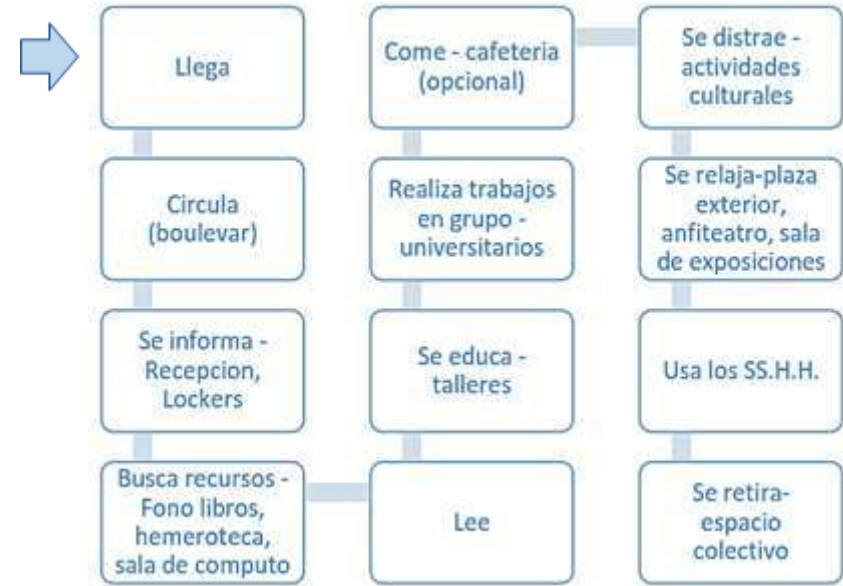 Llega
Circula
(boulevar)
Se informa -
Recepcion,
Lockers
Busca recursos -
Fono libros,
hemeroteca,
sala de computo
Lee
Se educa -
talleres
Realiza trabajos
en grupo -
universitarios
Come - cafeteria
(opcional)
Se distrae -
actividades
culturales
Se relaja-plaza
exterior,
anfiteatro, sala
de exposiciones
Usa los SS.H.H.
Se retira-
espacio
colectivo